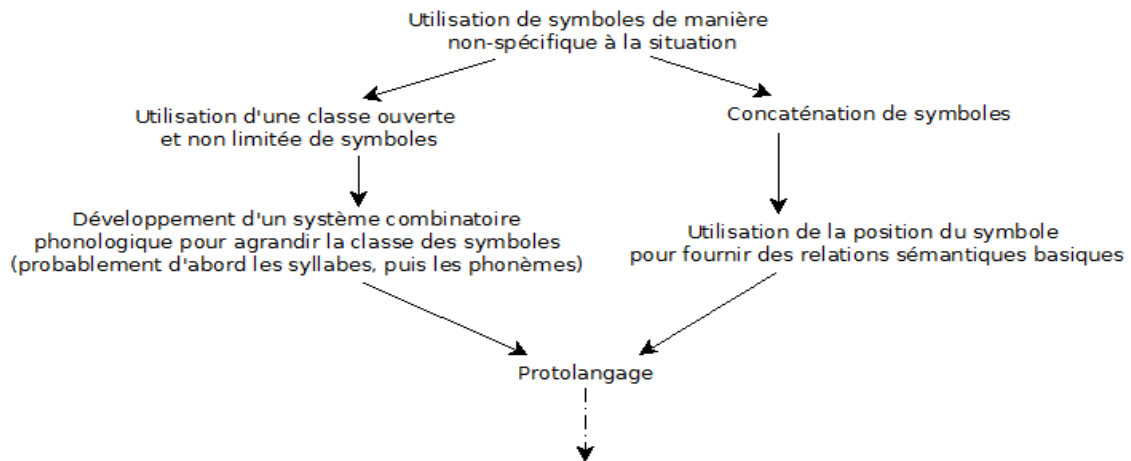 Utilisation de symboles de manière
non-spécifique à la situation
Utilisation d'une classe ouverte
et non limitée de symboles
Concaténation de symboles
Développement d'un système combinatoire
phonologique pour agrandir la classe des symboles
(probablement d'abord les syllabes, puis les phonèmes)
Utilisation de la position du symbole
pour fournir des relations sémantiques basiques
Protolangage